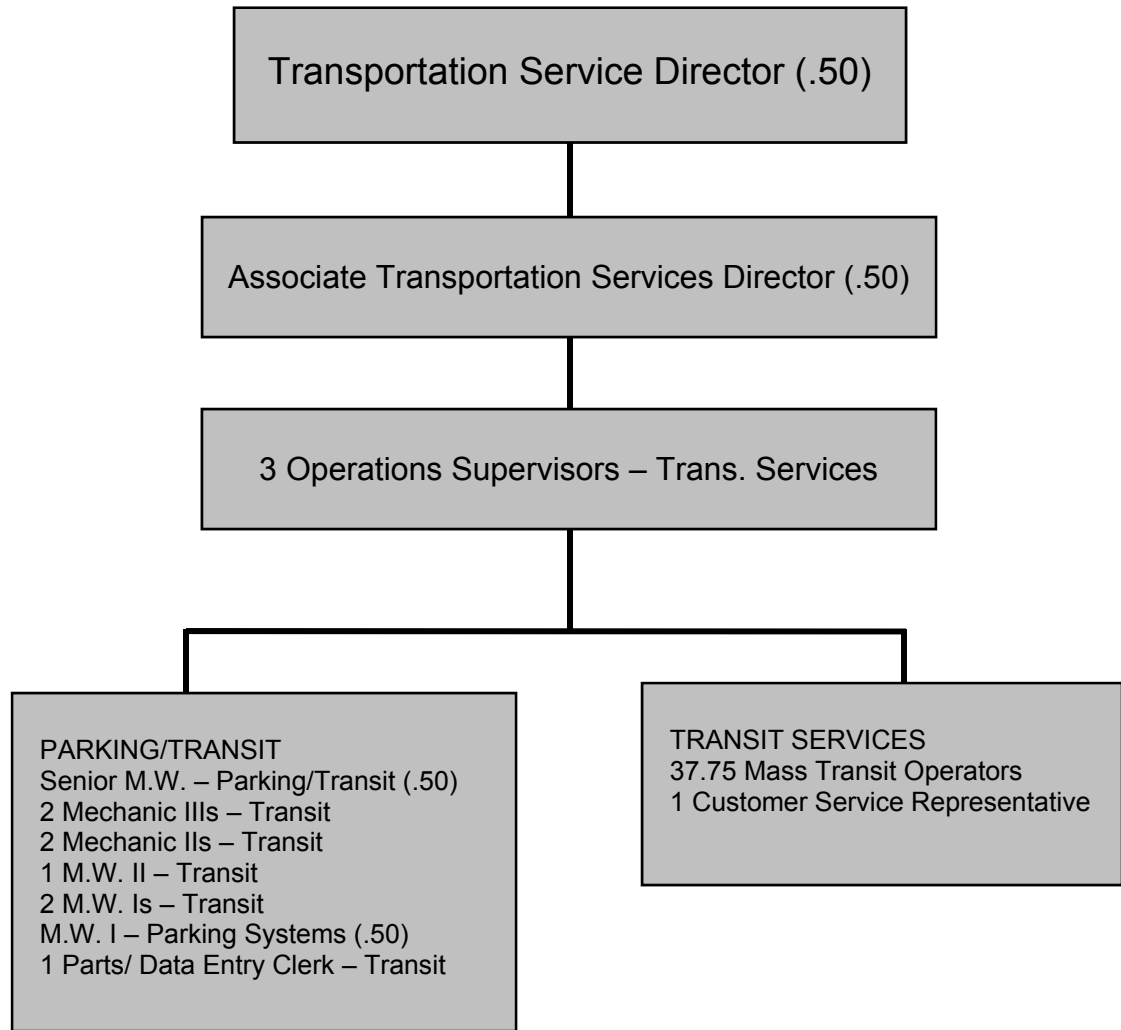 Transportation Service Director (.50)
Associate Transportation Services Director (.50)
3 Operations Supervisors – Trans. Services
PARKING/TRANSIT
Senior M.W. – Parking/Transit (.50)
2 Mechanic IIIs – Transit
2 Mechanic IIs – Transit
1 M.W. II – Transit
2 M.W. Is – Transit
M.W. I – Parking Systems (.50)
1 Parts/ Data Entry Clerk – Transit
TRANSIT SERVICES
37.75 Mass Transit Operators
1 Customer Service Representative